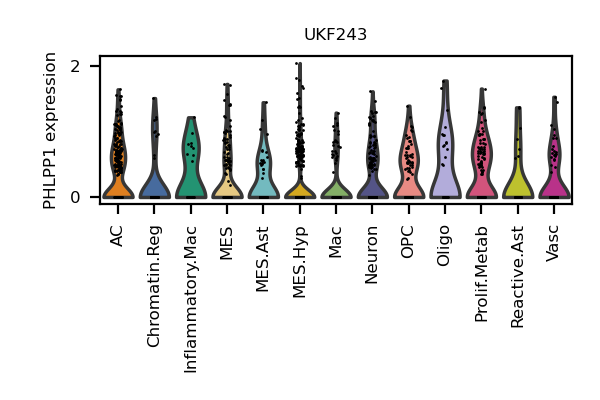 UKF243
PHLPP1 expression
2
0
AC
Chromatin.Reg
Inflammatory.Mac
MES
MES.Ast
MES.Hyp
Mac
Neuron
OPC
Oligo
Prolif.Metab
Reactive.Ast
Vasc